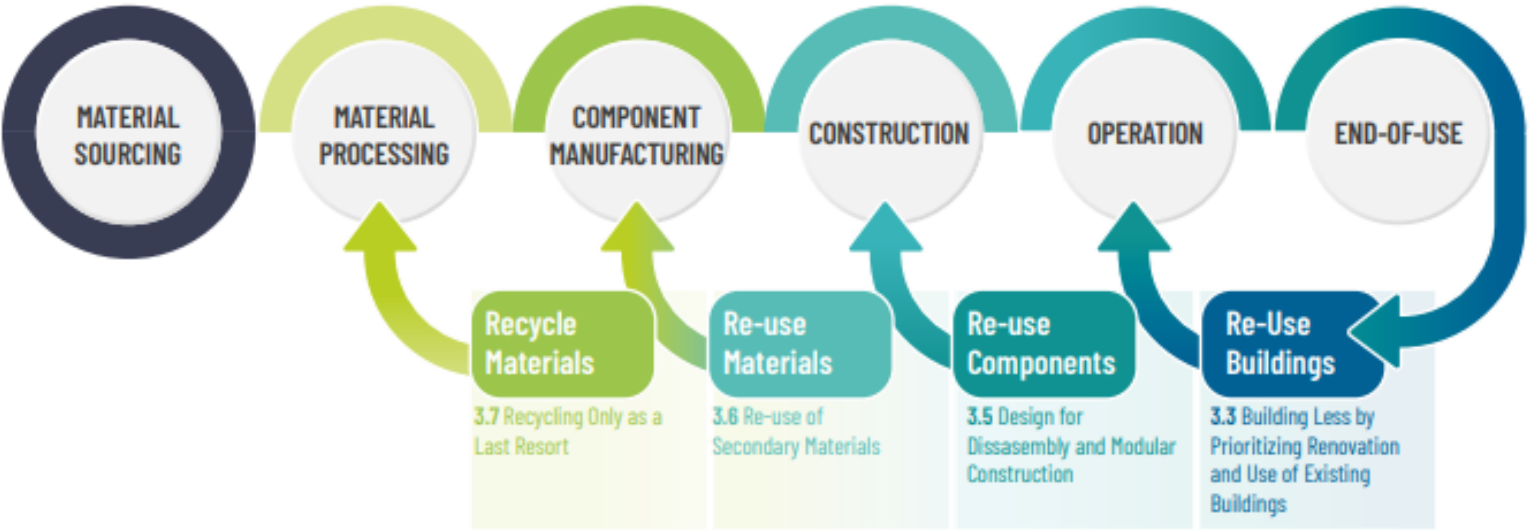 MATERIAL
SOURCING
MATERIAL
PROCESSING
COMPONENT
MANUFACTURING
CONSTRUCTION
OPERATION
END-OF-USE
Recycle
Materials
3.7 Recycling Only as a
Last Resort
Re-use
Materials
3.6 Re-use of
Secondary Materials
Re-use
Components
3.5 Design for
Dissasembly and Modular
Construction
Re-Use
Buildings
3.3 Building Less by
Prioritizing Renovation
and Use of Existing
Buildings